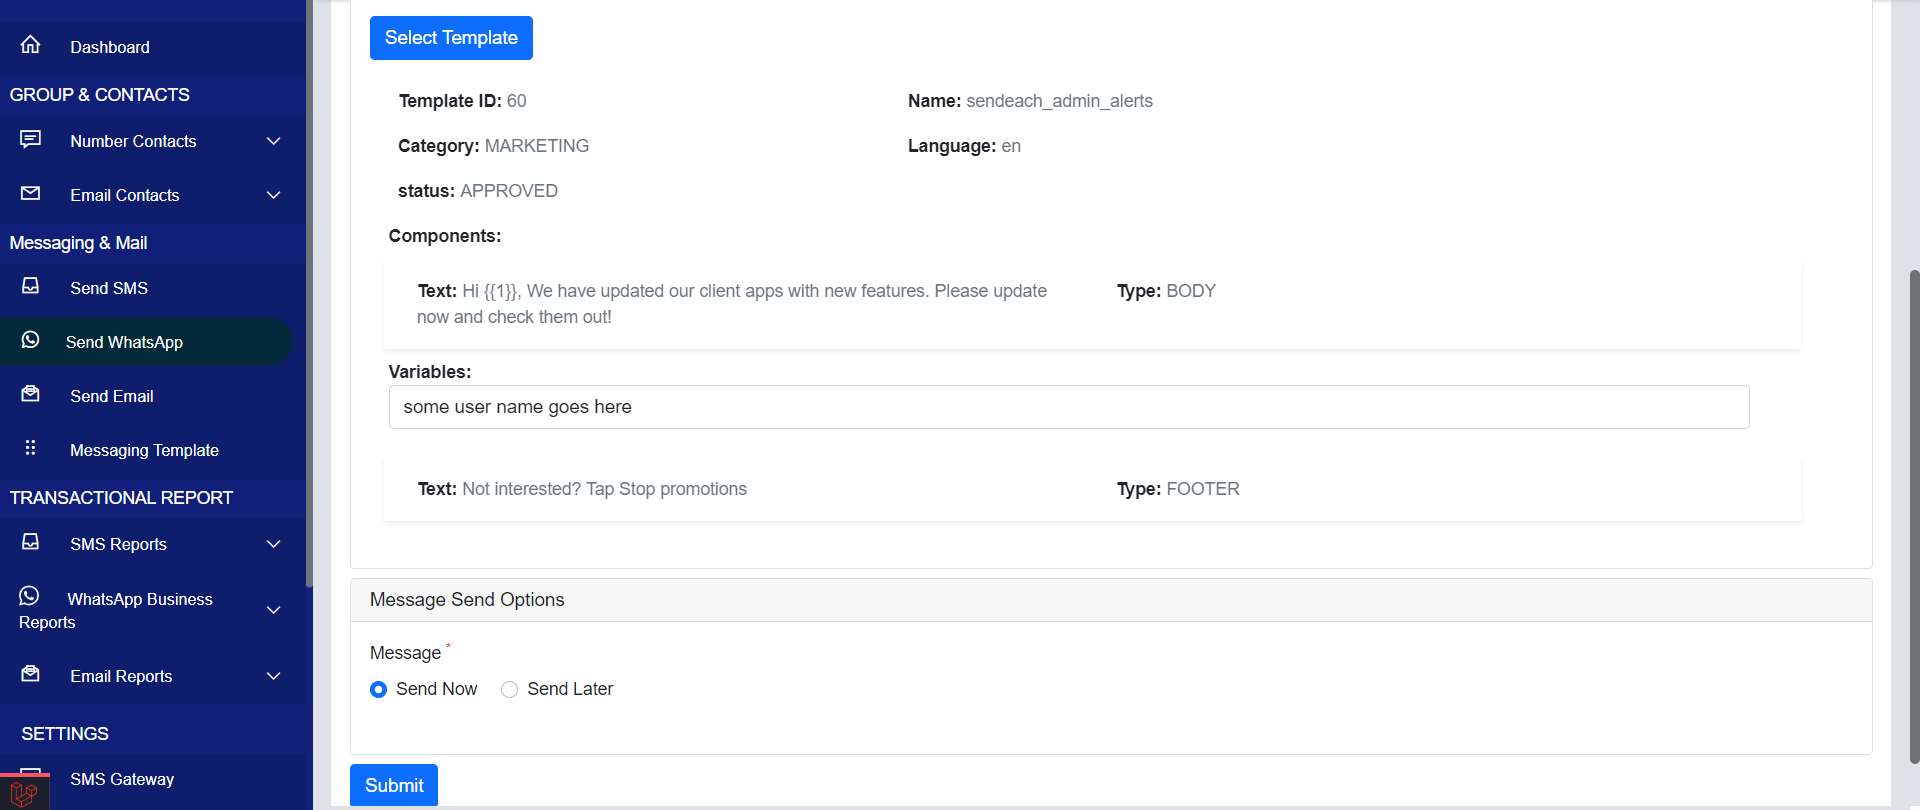 Dashboard
GROUP & CONTACTS
Number Contacts
Email Contacts
Messaging & Mail
Send SMS
Send WhatsApp
Send Email
Messaging Template
TRANSACTIONAL REPORT
SMS Reports
WhatsApp Business
Reports
Email Reports
SETTINGS
SMS Gateway
Select Template
Template ID: 60
Name: sendeach_admin_alerts
Category: MARKETING
Language: en
status: APPROVED
Components:
Text: Hi {{1}}, We have updated our client apps with new features. Please update
now and check them out!
Type: BODY
Variables:
some user name goes here
Text: Not interested? Tap Stop promotions
Type: FOOTER
Message Send Options
Message *
Send Now
Send Later
Submit